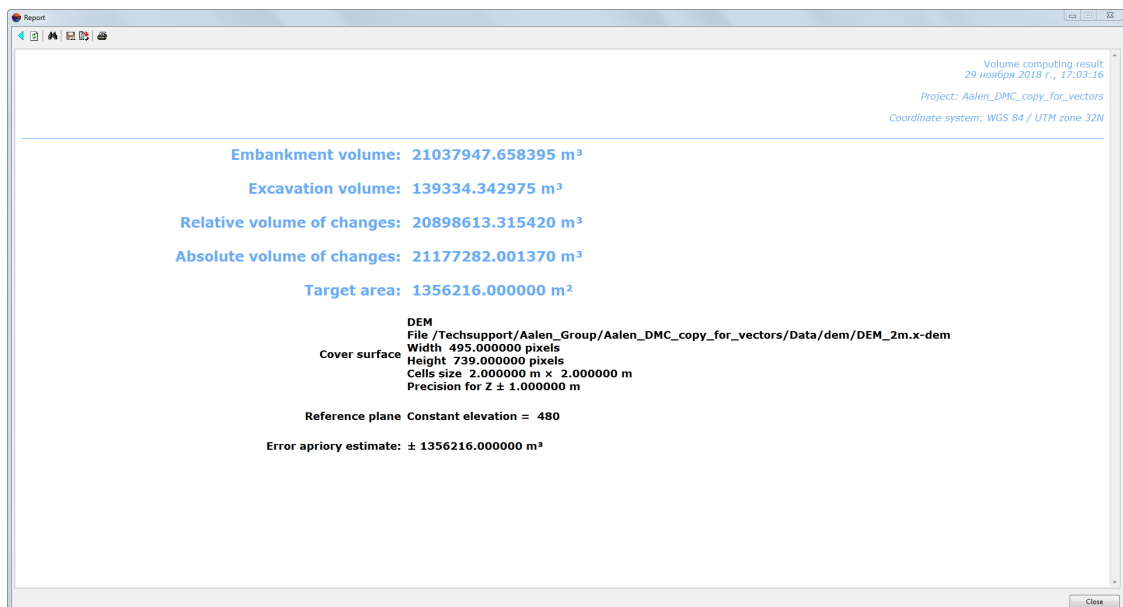 Report
Volume computing result
29 ноября 2018 г., 17:03:16
Project: Aalen_DMC_copy_for_vectors
Coordinate system: WGS 84 / UTM zone 32N
Embankment volume: 21037947.658395 m³
Excavation volume: 139334.342975 m³
Relative volume of changes: 20898613.315420 m³
Absolute volume of changes: 21177282.001370 m³
Target area: 1356216.000000 m²
DEM
File /Techsupport/Aalen_Group/Aalen_DMC_copy_for_vectors/Data/dem/DEM_2m.x-dem
Width 495.000000 pixels
Cover surface
Height 739.000000 pixels
Cells size 2.000000 m × 2.000000 m
Precision for Z ± 1.000000 m
Reference plane Constant elevation = 480
Error apriory estimate: ± 1356216.000000 m³
Close